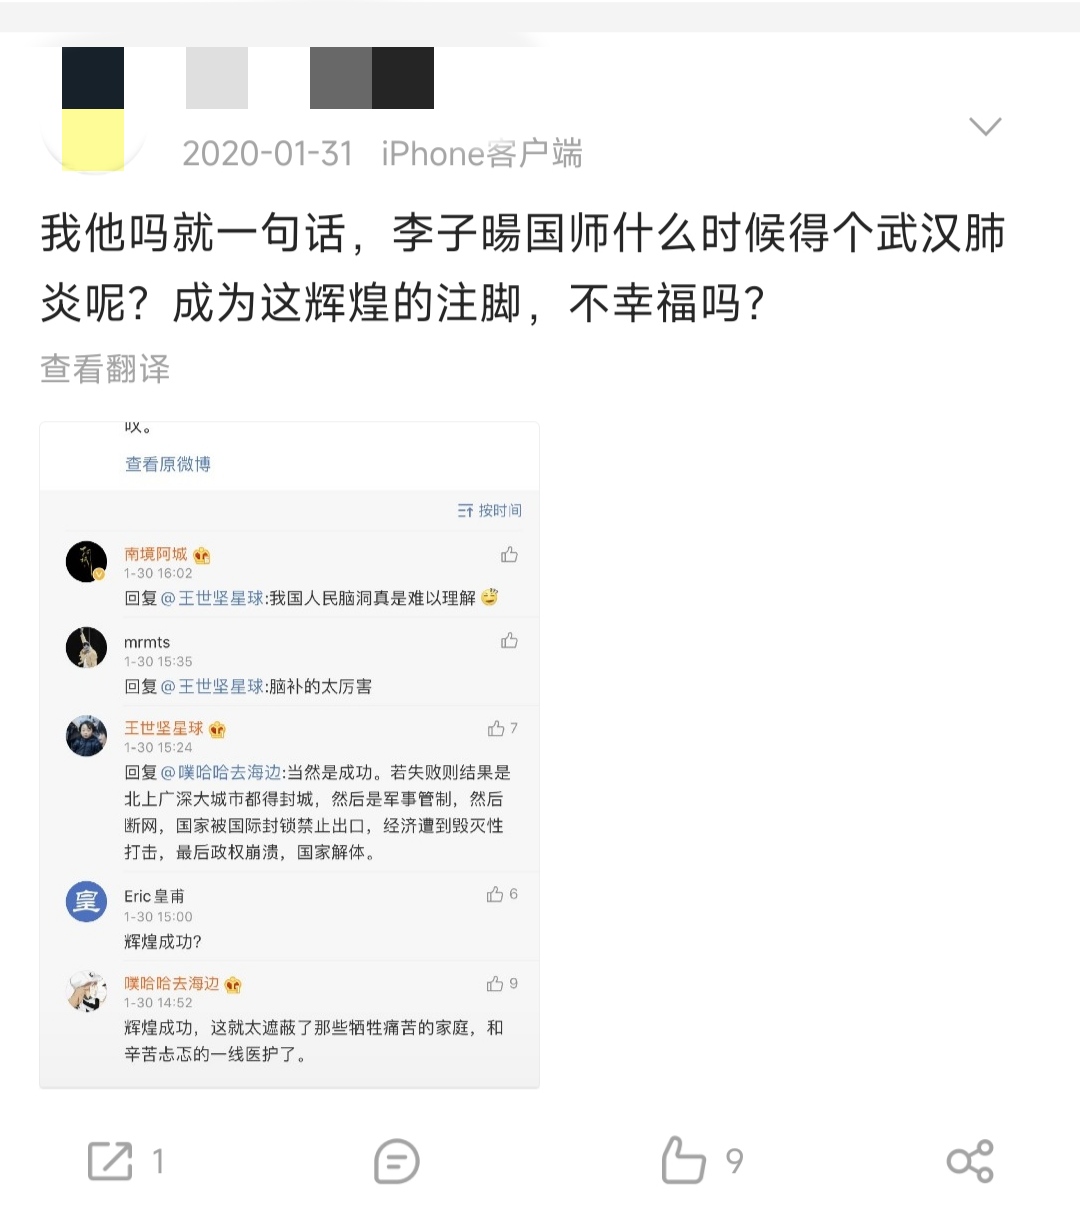 2020-01-31 iPhone客户端
我他吗就一句话，李子暘国师什么时候得个武汉肺
炎呢？成为这辉煌的注脚，不幸福吗？
查看翻译
叹。
查看原微博
按时间
南境阿城
1-30 16:02
回复@王世坚星球:我国人民脑洞真是难以理解
mrmts
1-30 15:35
回复@王世坚星球:脑补的太厉害
王世坚星球
7
1-30 15:24
回复@噗哈哈去海边:当然是成功。若失败则结果是
北上广深大城市都得封城，然后是军事管制，然后
断网，国家被国际封锁禁止出口，经济遭到毁灭性
打击，最后政权崩溃，国家解体。
皇
Eric皇甫
6
1-30 15:00
辉煌成功？
噗哈哈去海边
9
1-30 14:52
辉煌成功，这就太遮蔽了那些牺牲痛苦的家庭，和
辛苦忐忑的一线医护了。
1
9